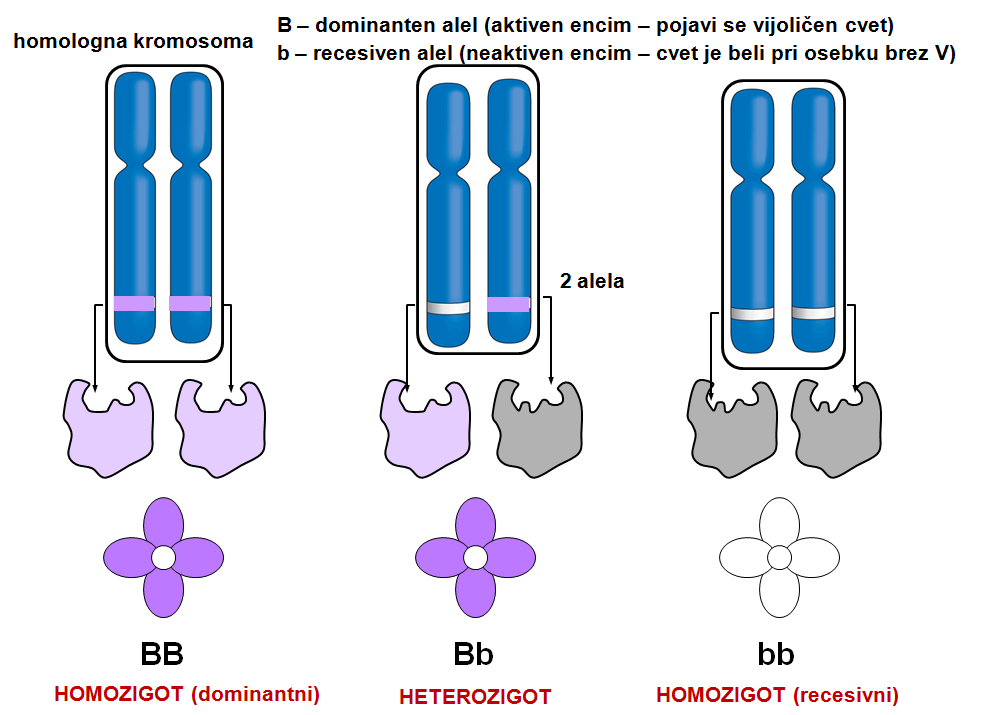 B – dominanten alel (aktiven encim – pojavi se vijoličen cvet)
homologna kromosoma
b – recesiven alel (neaktiven encim – cvet je beli pri osebku brez V)
2 alela
BB
Bb
bb
HOMOZIGOT (dominantni)
HETEROZIGOT
HOMOZIGOT (recesivni)